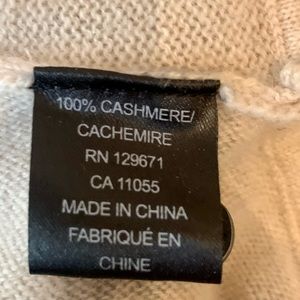 100% CASHMERE/
CACHEMIRE
RN 129671
CA 11055
MADE IN CHINA
FABRIQUÉ EN
CHINE